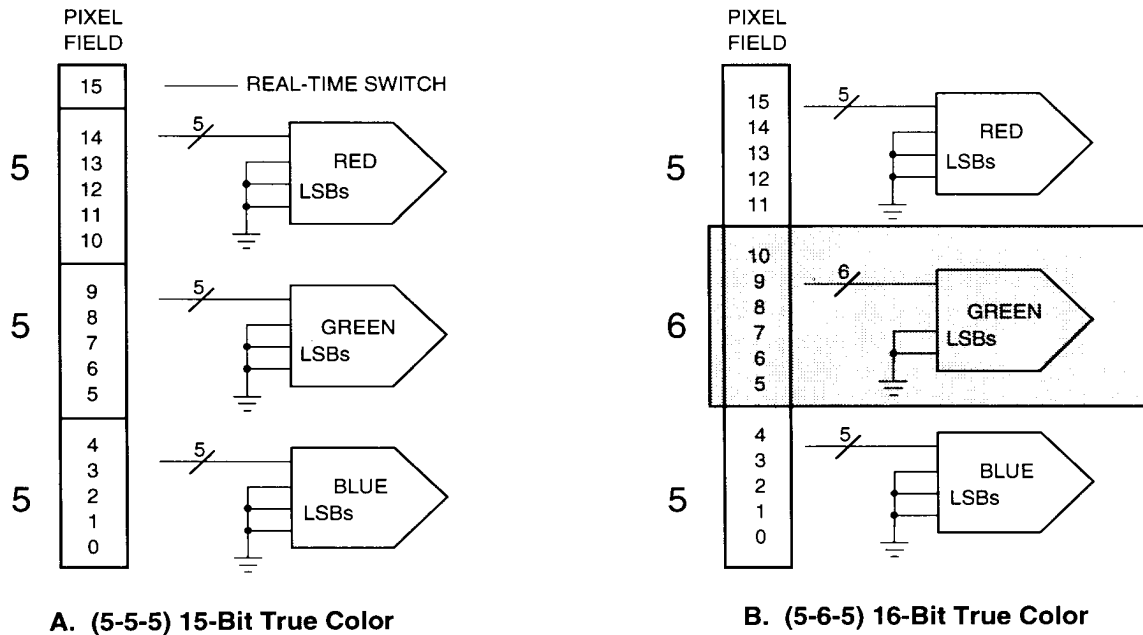 PIXEL
FIELD
15
REAL-TIME SWITCH
5
14
13
12
11
10
5
RED
LSBs
5
9
8
7
6
5
5
GREEN
LSBs
5
4
3
2
1
0
5
BLUE
LSBs
A. (5-5-5) 15-Bit True Color
PIXEL
FIELD
5
15
14
13
12
11
5
RED
LSBs
6
10
9
8
7
6
5
6
GREEN
LSBs
5
4
3
2
1
0
5
BLUE
LSBs
B. (5-6-5) 16-Bit True Color